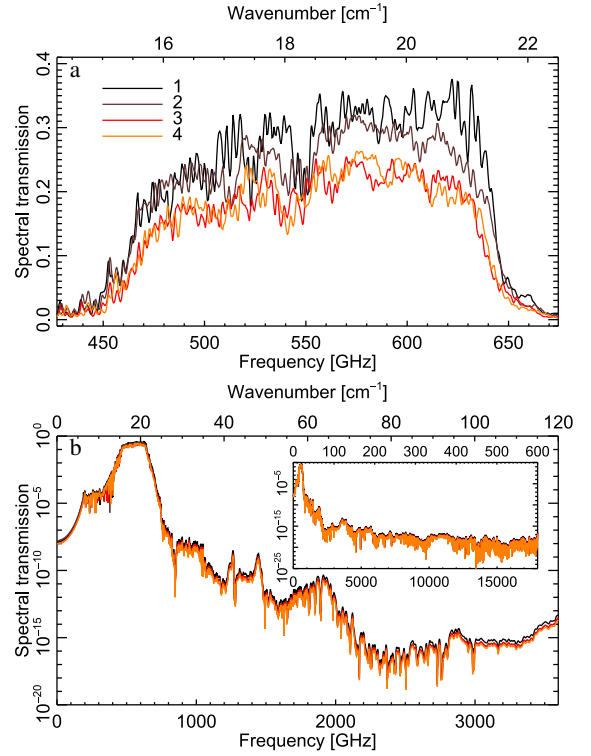 Wavenumber [cm⁻¹]
16 18 20 22
a
1
2
3
4
0.4
0.3
0.2
0.1
0.0
Spectral transmission
450 500 550 600 650
Frequency [GHz]
Wavenumber [cm⁻¹]
0 20 40 60 80 100 120
b
10⁰
10⁻⁵
10⁻¹⁰
10⁻¹⁵
10⁻²⁰
Spectral transmission
0 100 200 300 400 500 600
10⁻⁵
10⁻¹⁵
10⁻²⁵
0 5000 10000 15000
0 1000 2000 3000
Frequency [GHz]